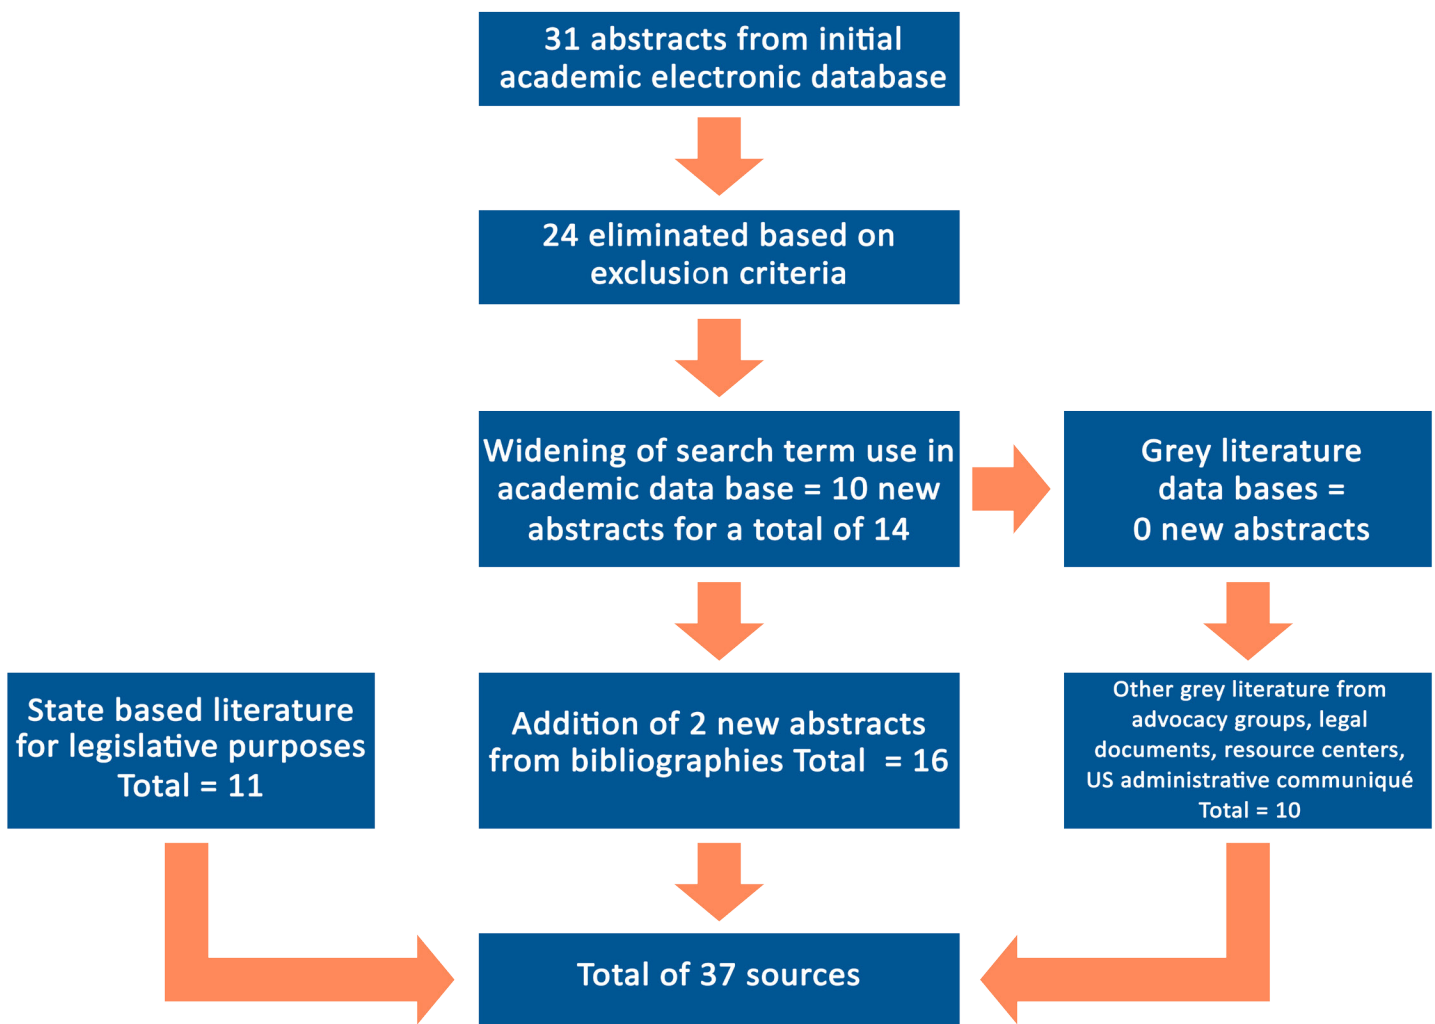 31 abstracts from initial
academic electronic database
24 eliminated based on
exclusion criteria
Widening of search term use in
academic data base = 10 new
abstracts for a total of 14
Grey literature
data bases =
0 new abstracts
State based literature
for legislative purposes
Total = 11
Addition of 2 new abstracts
from bibliographies Total = 16
Other grey literature from
advocacy groups, legal
documents, resource centers,
US administrative communiqué
Total = 10
Total of 37 sources